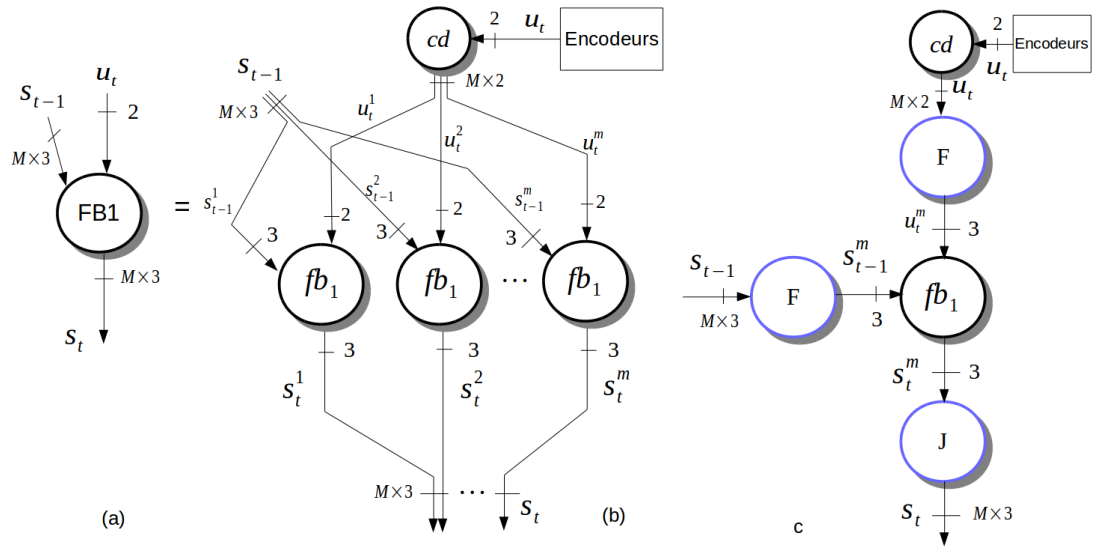 u_t
s_{t-1}
2
M×3
FB1
M×3
s_t
(a)
=
2
u_t
cd
Encodeurs
s_{t-1}
M×2
M×3
u_t^1
u_t^2
u_t^m
s_{t-1}^1
s_{t-1}^2
s_{t-1}^m
2
2
2
3
3
3
fb_1
fb_1
...
fb_1
3
3
3
s_t^1
s_t^2
s_t^m
M×3
...
s_t
(b)
2
cd
Encodeurs
u_t
u_t
M×2
F
u_t^m
3
s_{t-1}
s_{t-1}^m
F
fb_1
M×3
3
s_t^m
3
J
s_t
M×3
c